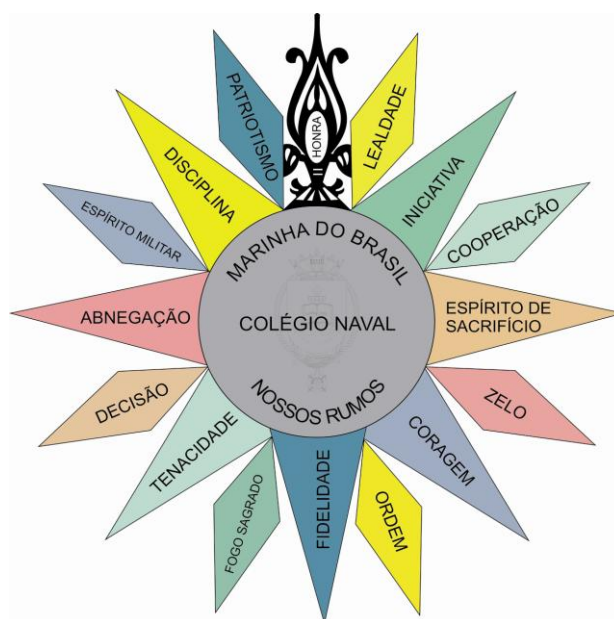 HONRA
LEALDADE
INICIATIVA
COOPERAÇÃO
ESPÍRITO DE
SACRIFÍCIO
ZELO
CORAGEM
ORDEM
FIDELIDADE
FOGO SAGRADO
TENACIDADE
DECISÃO
ABNEGAÇÃO
ESPÍRITO MILITAR
DISCIPLINA
PATRIOTISMO
MARINHA DO BRASIL
COLÉGIO NAVAL
NOSSOS RUMOS